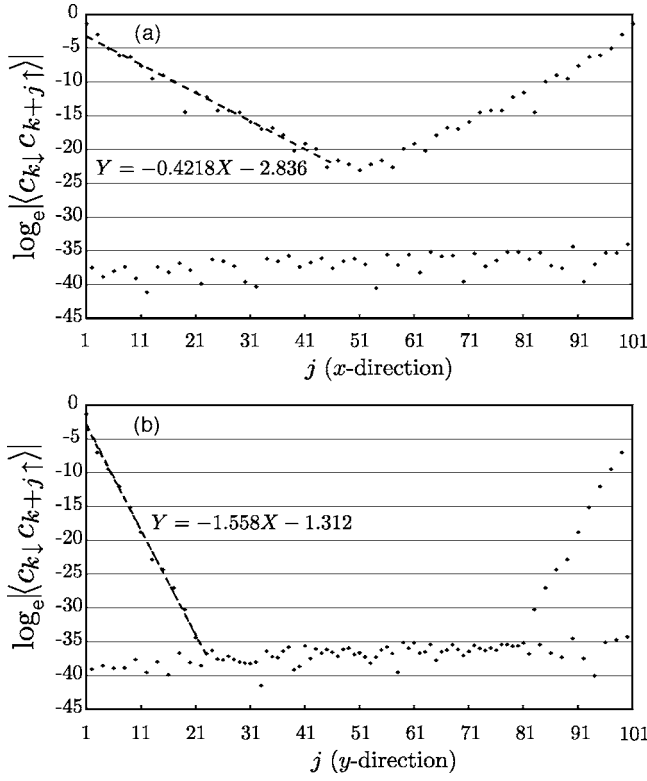 (a)
0
-5
-10
-15
-20
-25
-30
-35
-40
-45
log_e|⟨c_{k↓} c_{k+j↑}⟩|
Y = −0.4218X − 2.836
1 11 21 31 41 51 61 71 81 91 101
j (x-direction)
(b)
0
-5
-10
-15
-20
-25
-30
-35
-40
-45
log_e|⟨c_{k↓} c_{k+j↑}⟩|
Y = −1.558X − 1.312
1 11 21 31 41 51 61 71 81 91 101
j (y-direction)